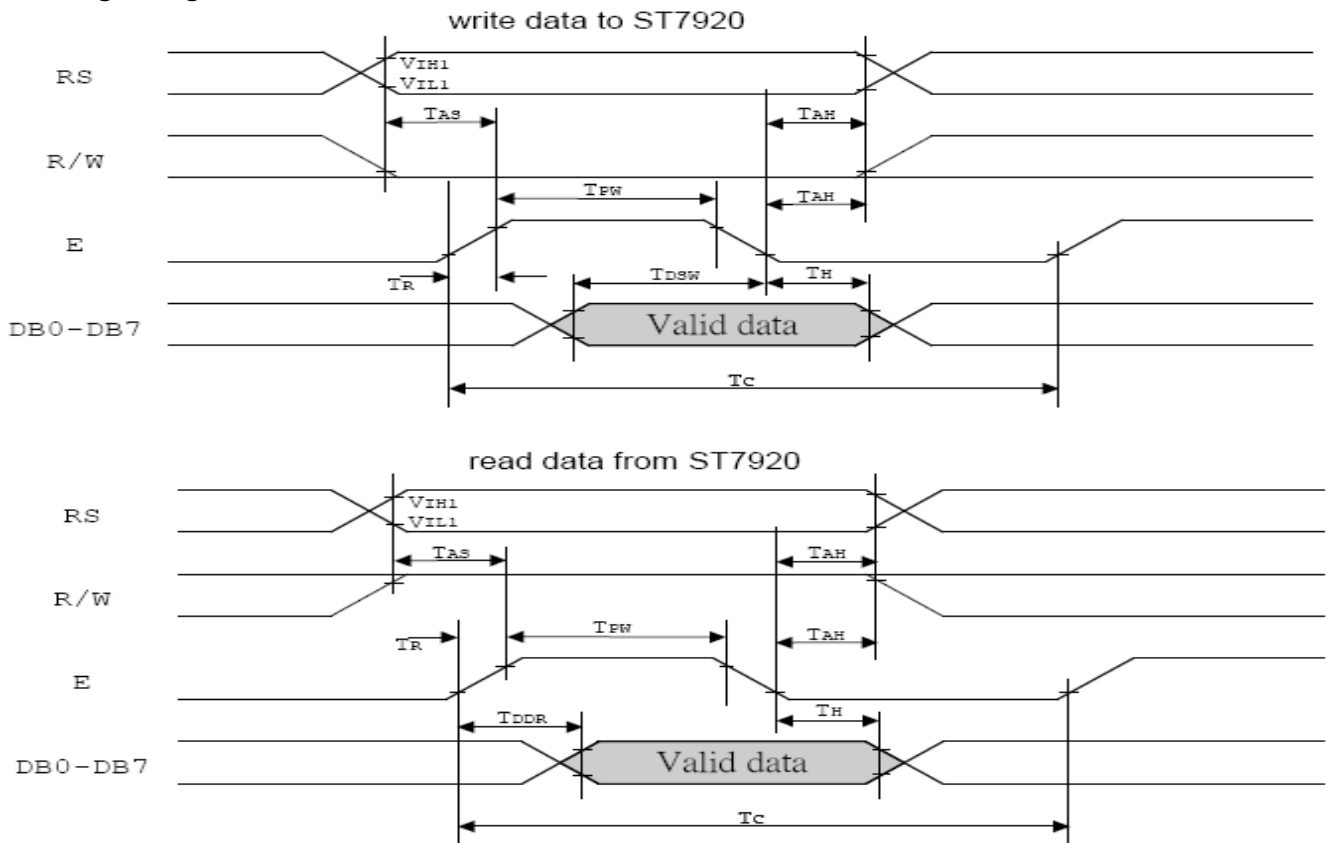 write data to ST7920
RS
VIH1
VIL1
TAS
TAH
R/W
TPW
TAH
E
TR
TDSW
TH
DB0-DB7
Valid data
TC
read data from ST7920
RS
VIH1
VIL1
TAS
TAH
R/W
TR
TPW
TAH
E
TDDR
TH
DB0-DB7
Valid data
TC